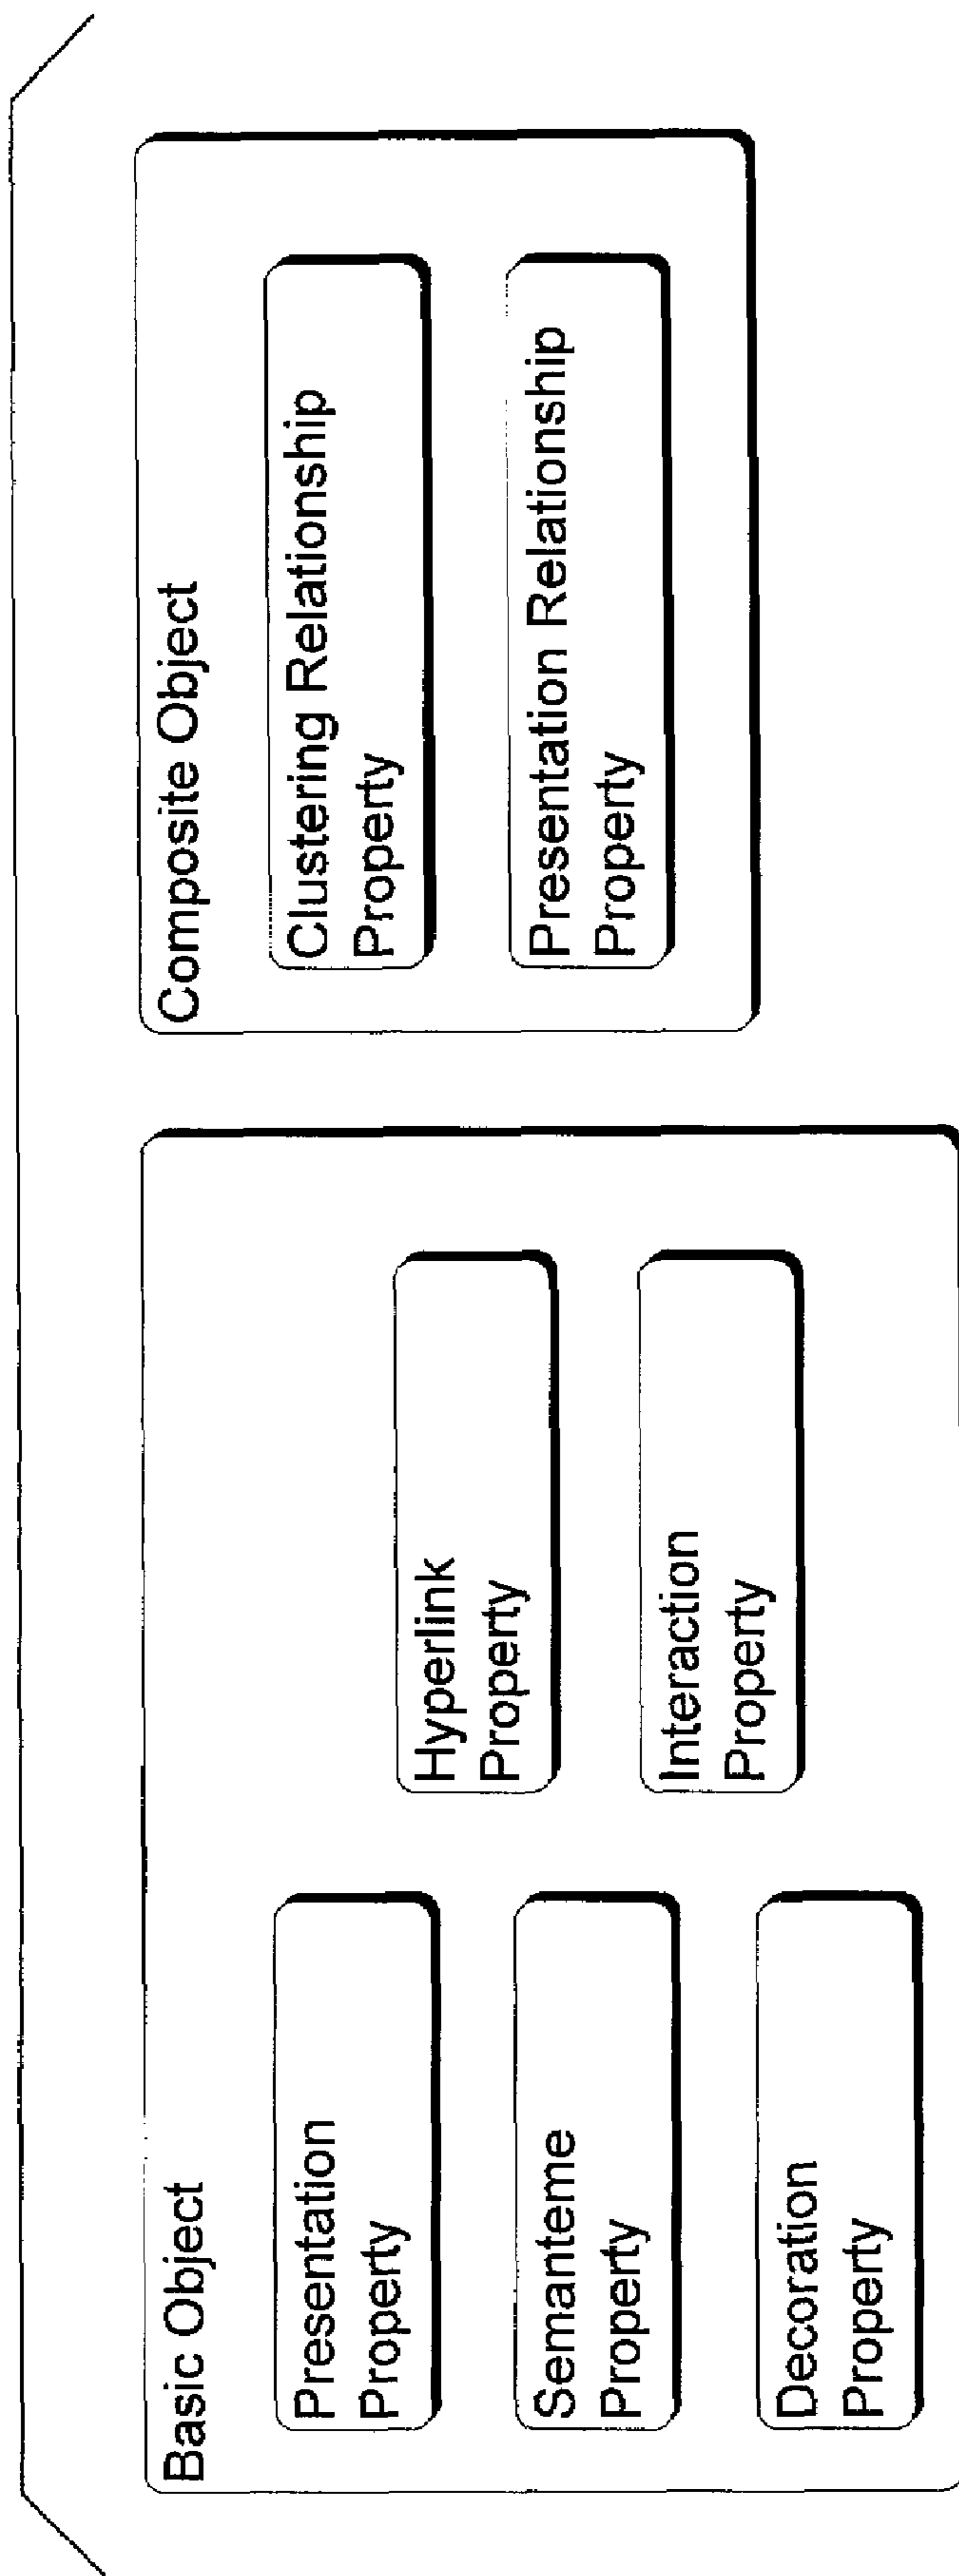 Basic Object
Presentation
Property
Semanteme
Property
Decoration
Property
Hyperlink
Property
Interaction
Property
Composite Object
Clustering Relationship
Property
Presentation Relationship
Property